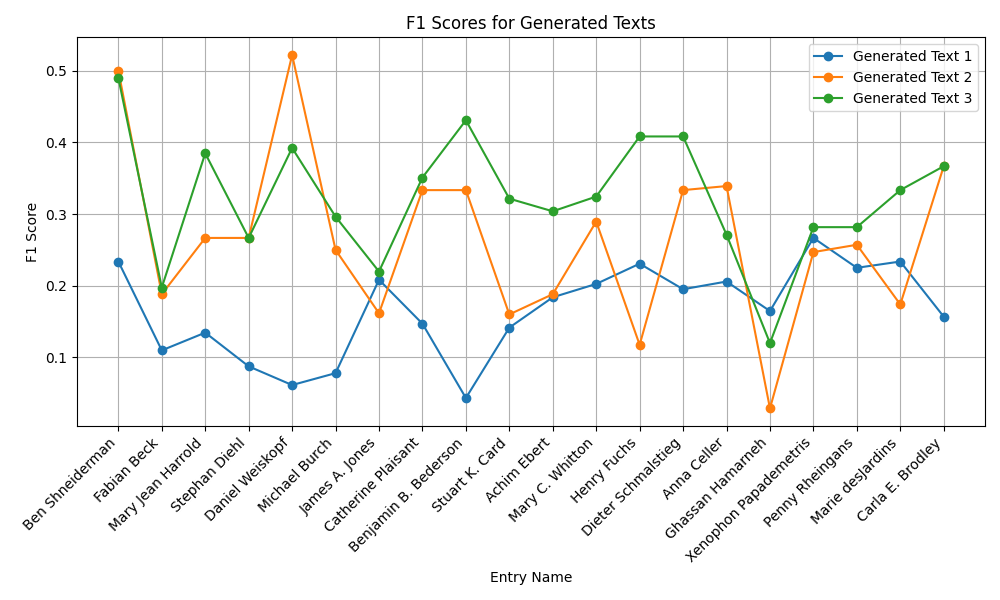 F1 Scores for Generated Texts
Generated Text 1
Generated Text 2
Generated Text 3
F1 Score
0.5
0.4
0.3
0.2
0.1
Ben Shneiderman
Fabian Beck
Mary Jean Harrold
Stephan Diehl
Daniel Weiskopf
Michael Burch
James A. Jones
Catherine Plaisant
Benjamin B. Bederson
Stuart K. Card
Achim Ebert
Mary C. Whitton
Henry Fuchs
Dieter Schmalstieg
Anna Celler
Ghassan Hamarneh
Xenophon Papademetris
Penny Rheingans
Marie desJardins
Carla E. Brodley
Entry Name